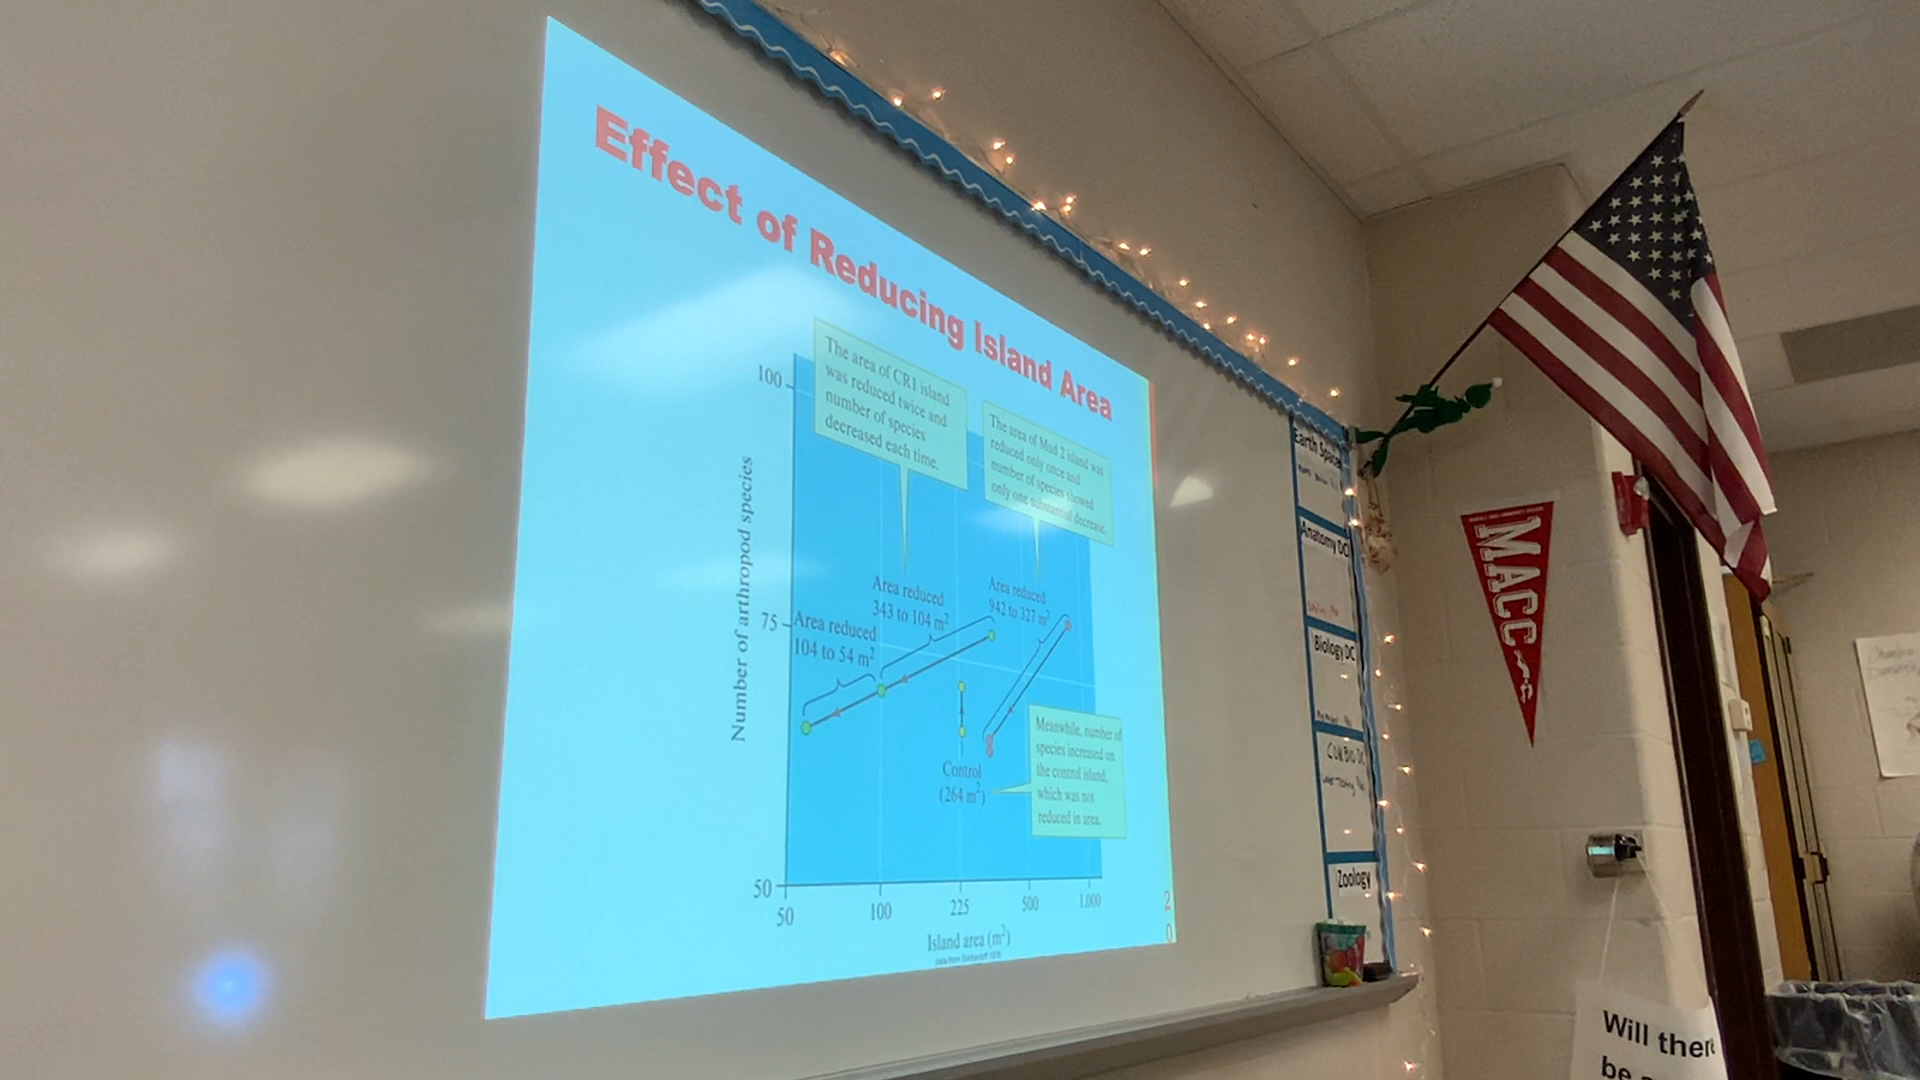 Effect of Reducing Island Area
The area of CR1 island
was reduced twice and
number of species
decreased each time.
The area of Mud 2 island was
reduced only once and
number of species showed
only one substantial decrease.
Number of arthropod species
100
75
50
Area reduced
104 to 54 m²
Area reduced
343 to 104 m²
Area reduced
942 to 327 m²
Control
(264 m²)
Meanwhile, number of
species increased on
the control island,
which was not
reduced in area.
50
100
225
500
1,000
Island area (m²)
2
0
Earth Space
Anatomy DC
Biology DC
Con Bio DC
Zoology
MACC
Will there
be